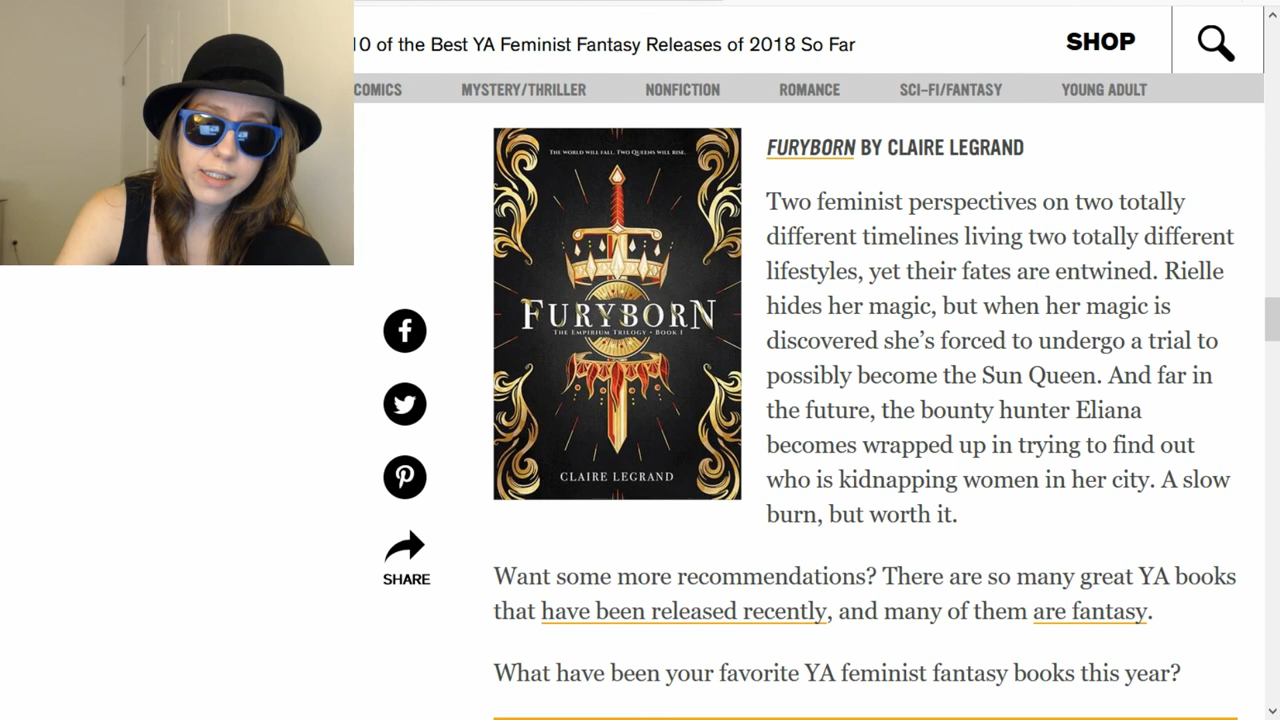 10 of the Best YA Feminist Fantasy Releases of 2018 So Far
SHOP
COMICS MYSTERY/THRILLER NONFICTION ROMANCE SCI-FI/FANTASY YOUNG ADULT
THE WORLD WILL FALL. TWO QUEENS WILL RISE.
FURYBORN
THE EMPIRIUM TRILOGY • BOOK I
CLAIRE LEGRAND
FURYBORN BY CLAIRE LEGRAND
Two feminist perspectives on two totally
different timelines living two totally different
lifestyles, yet their fates are entwined. Rielle
hides her magic, but when her magic is
discovered she’s forced to undergo a trial to
possibly become the Sun Queen. And far in
the future, the bounty hunter Eliana
becomes wrapped up in trying to find out
who is kidnapping women in her city. A slow
burn, but worth it.
SHARE
Want some more recommendations? There are so many great YA books
that have been released recently, and many of them are fantasy.
What have been your favorite YA feminist fantasy books this year?